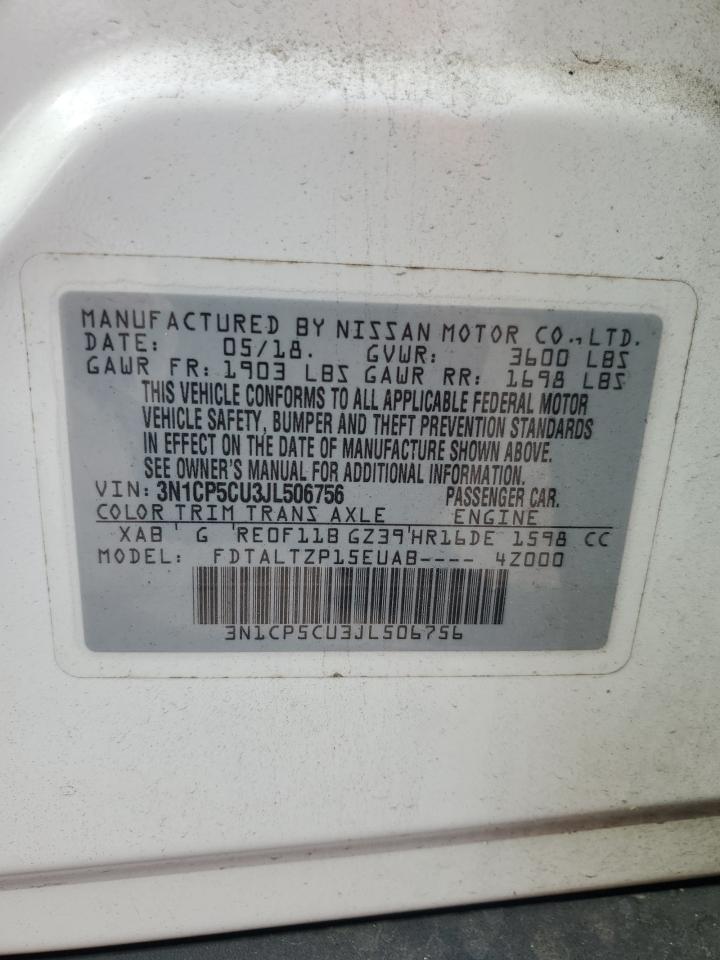 MANUFACTURED BY NISSAN MOTOR CO., LTD.
DATE: 05/18. GVWR: 3600 LBS
GAWR FR: 1903 LBS GAWR RR: 1698 LBS
THIS VEHICLE CONFORMS TO ALL APPLICABLE FEDERAL MOTOR
VEHICLE SAFETY, BUMPER AND THEFT PREVENTION STANDARDS
IN EFFECT ON THE DATE OF MANUFACTURE SHOWN ABOVE.
SEE OWNER'S MANUAL FOR ADDITIONAL INFORMATION.
VIN: 3N1CP5CU3JL506756 PASSENGER CAR.
COLOR TRIM TRANS AXLE ENGINE
XAB ' G 'RE0F11B GZ39'HR16DE 1598 CC
MODEL: FDTALTZP15EUAB---- 4Z000
3N1CP5CU3JL506756